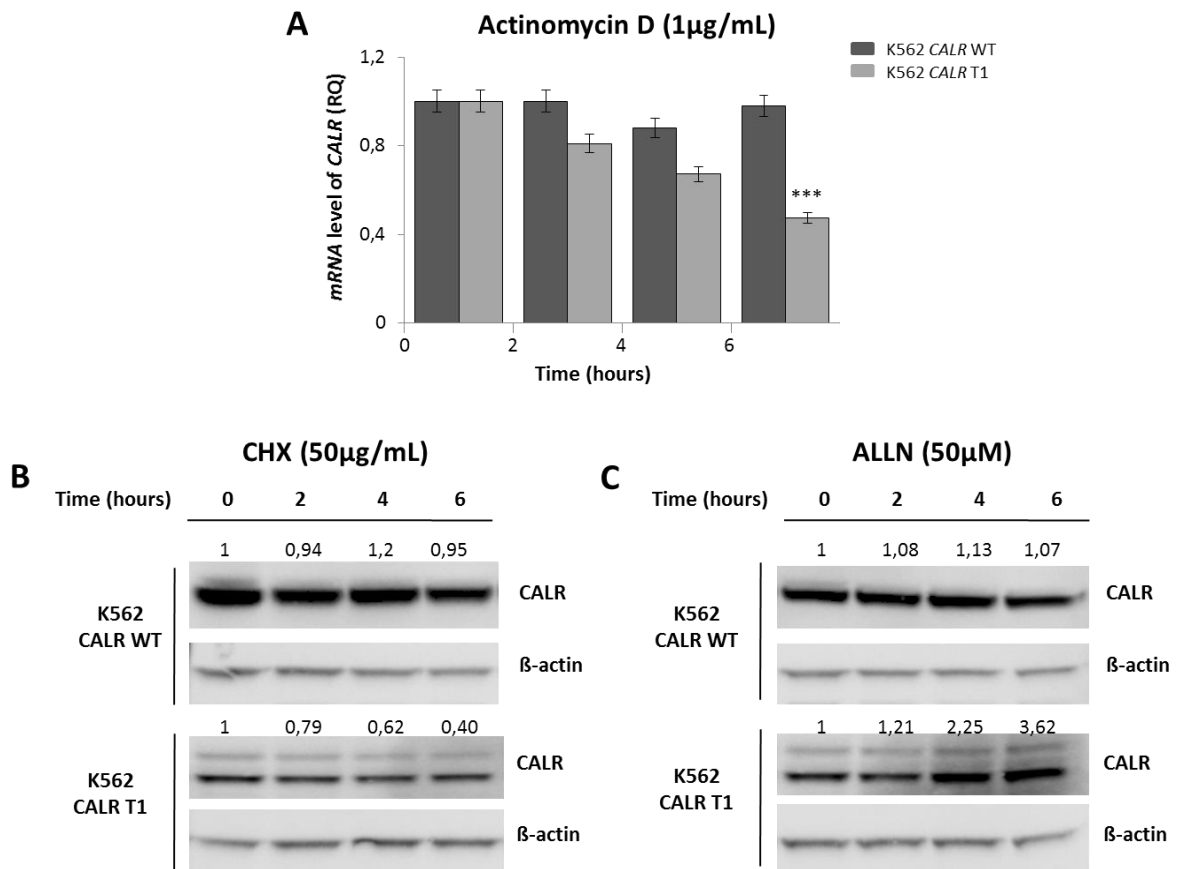 A
Actinomycin D (1µg/mL)
K562 CALR WT
K562 CALR T1
mRNA level of CALR (RQ)
1,2
0,8
0,4
0
***
0 2 4 6
Time (hours)
B
CHX (50µg/mL)
Time (hours) 0 2 4 6
1 0,94 1,2 0,95
K562
CALR WT
CALR
ß-actin
1 0,79 0,62 0,40
K562
CALR T1
CALR
ß-actin
C
ALLN (50µM)
Time (hours) 0 2 4 6
1 1,08 1,13 1,07
K562
CALR WT
CALR
ß-actin
1 1,21 2,25 3,62
K562
CALR T1
CALR
ß-actin